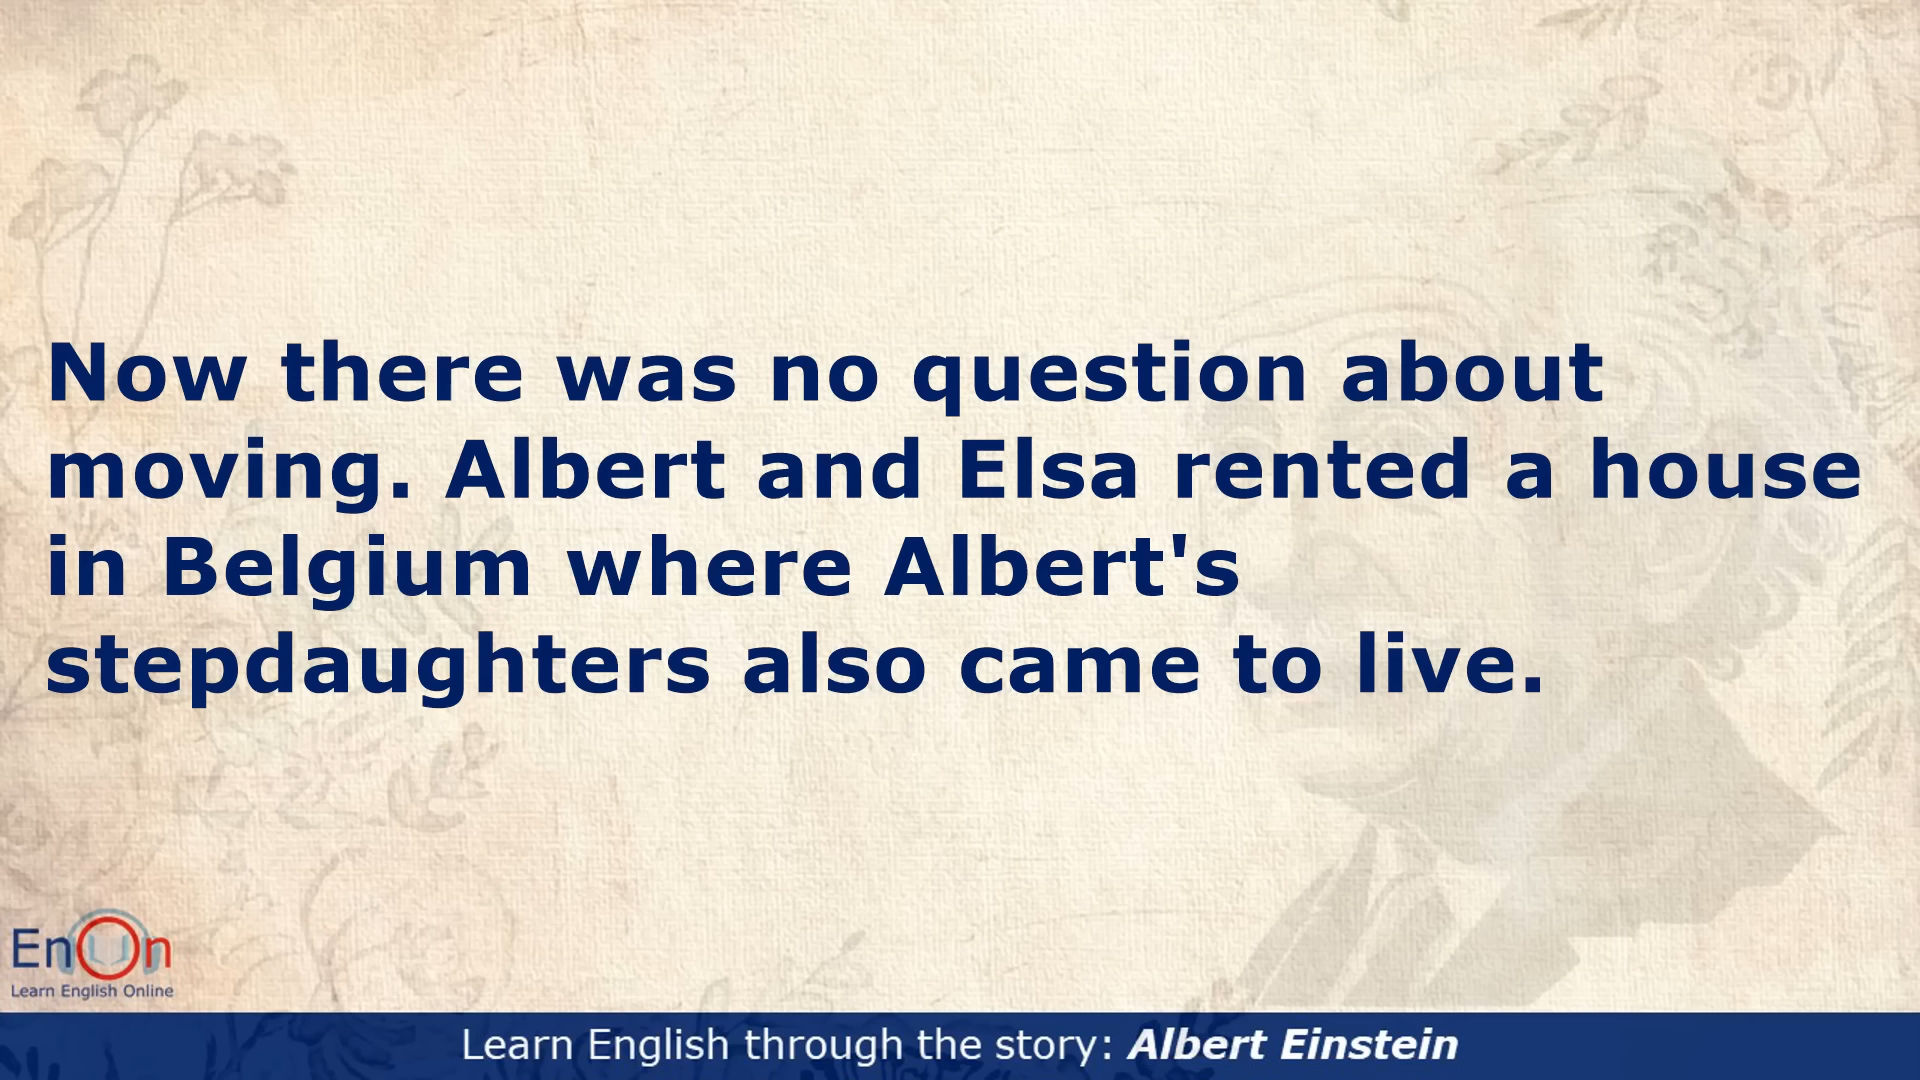 Now there was no question about
moving. Albert and Elsa rented a house
in Belgium where Albert's
stepdaughters also came to live.
EnOn
Learn English Online
Learn English through the story: Albert Einstein